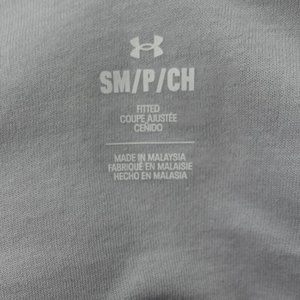 SM/P/CH
FITTED
COUPE AJUSTÉE
CEÑIDO
MADE IN MALAYSIA
FABRIQUÉ EN MALAISIE
HECHO EN MALASIA